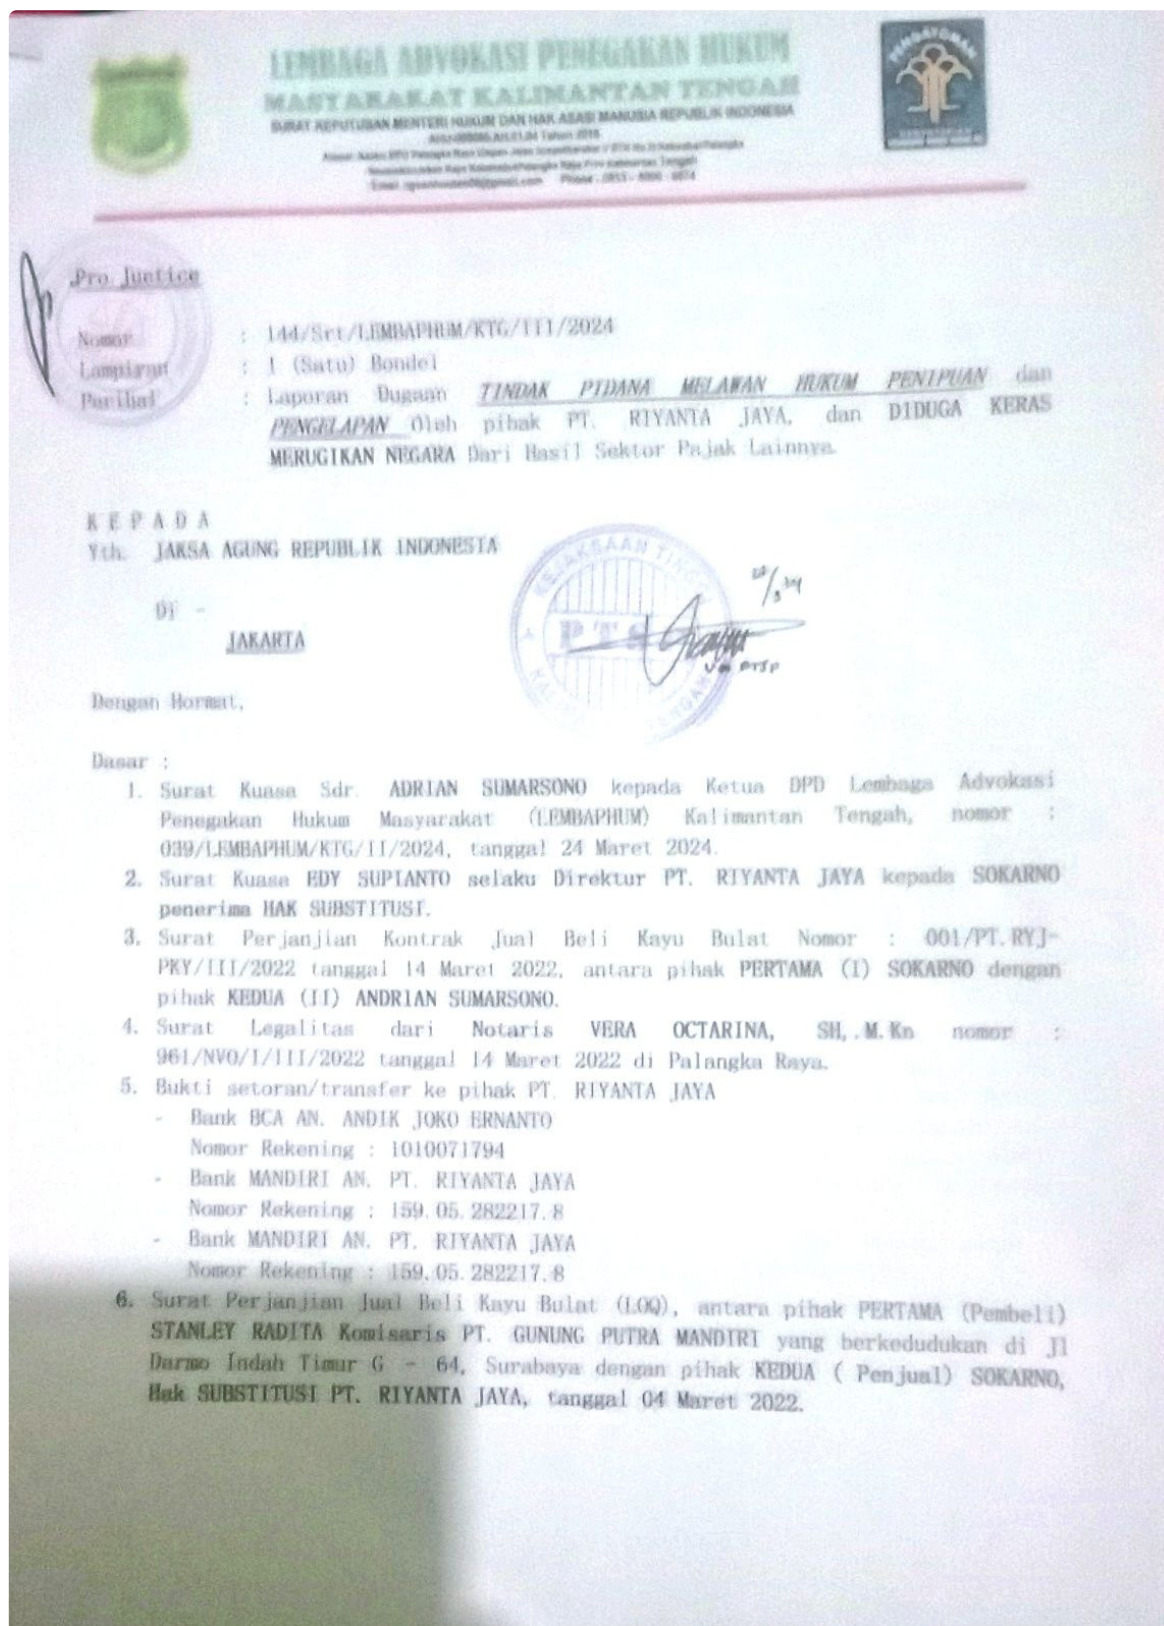 LEMBAGA ADVOKASI PENEGAKAN HUKUM
MASYARAKAT KALIMANTAN TENGAH
SURAT KEPUTUSAN MENTERI HUKUM DAN HAK ASASI MANUSIA REPUBLIK INDONESIA
Tahun
PENGAYOMAN
Pro Justice
Nomor : 144/Srt/LEMBAPHUM/KTG/III/2024
Lampiran : 1 (Satu) Bondel
Perihal : Laporan Dugaan TINDAK PIDANA MELAWAN HUKUM PENIPUAN dan
PENGELAPAN Oleh pihak PT. RIYANTA JAYA, dan DIDUGA KERAS
MERUGIKAN NEGARA Dari Hasil Sektor Pajak Lainnya.
K E P A D A
Yth. JAKSA AGUNG REPUBLIK INDONESIA
DI -
JAKARTA
KEJAKSAAN TINGGI
PTS
KALI TENGAH
PTSP
Dengan Hormat,
Dasar :
1. Surat Kuasa Sdr. ADRIAN SUMARSONO kepada Ketua DPD Lembaga Advokasi
Penegakan Hukum Masyarakat (LEMBAPHUM) Kalimantan Tengah, nomor :
039/LEMBAPHUM/KTG/II/2024, tanggal 24 Maret 2024.
2. Surat Kuasa EDY SUPIANTO selaku Direktur PT. RIYANTA JAYA kepada SOKARNO
penerima HAK SUBSTITUSI.
3. Surat Perjanjian Kontrak Jual Beli Kayu Bulat Nomor : 001/PT.RYJ-
PKY/III/2022 tanggal 14 Maret 2022, antara pihak PERTAMA (I) SOKARNO dengan
pihak KEDUA (II) ANDRIAN SUMARSONO.
4. Surat Legalitas dari Notaris VERA OCTARINA, SH,.M.Kn nomor :
961/NVO/I/III/2022 tanggal 14 Maret 2022 di Palangka Raya.
5. Bukti setoran/transfer ke pihak PT. RIYANTA JAYA
- Bank BCA AN. ANDIK JOKO ERNANTO
Nomor Rekening : 1010071794
- Bank MANDIRI AN. PT. RIYANTA JAYA
Nomor Rekening : 159.05.282217.8
- Bank MANDIRI AN. PT. RIYANTA JAYA
Nomor Rekening : 159.05.282217.8
6. Surat Perjanjian Jual Beli Kayu Bulat (LOQ), antara pihak PERTAMA (Pembeli)
STANLEY RADITA Komisaris PT. GUNUNG PUTRA MANDIRI yang berkedudukan di Jl
Darmo Indah Timur G - 64, Surabaya dengan pihak KEDUA ( Penjual) SOKARNO,
Hak SUBSTITUSI PT. RIYANTA JAYA, tanggal 04 Maret 2022.